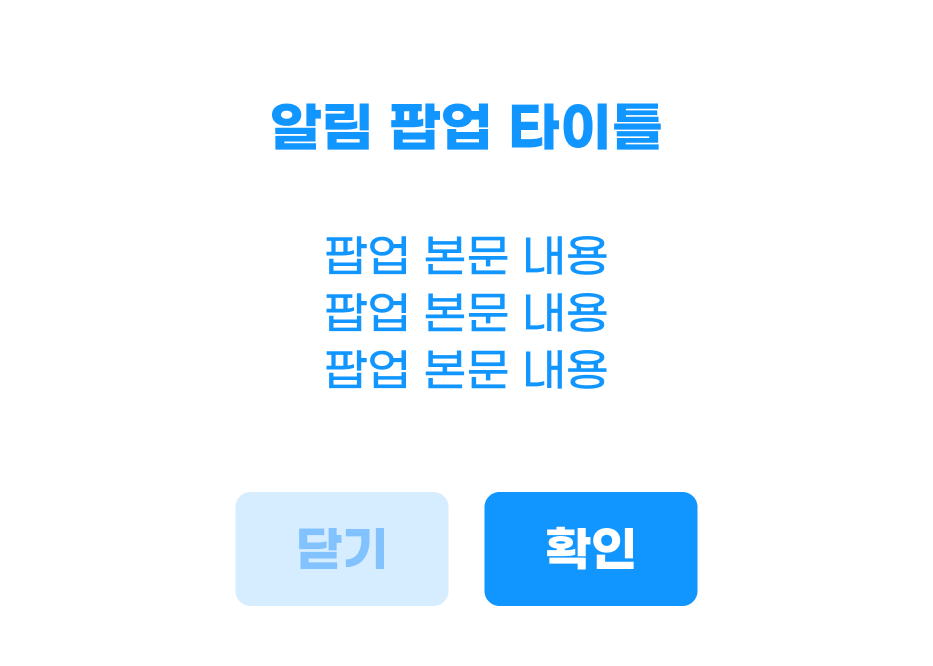 알림 팝업 타이틀
팝업 본문 내용
팝업 본문 내용
팝업 본문 내용
닫기
확인